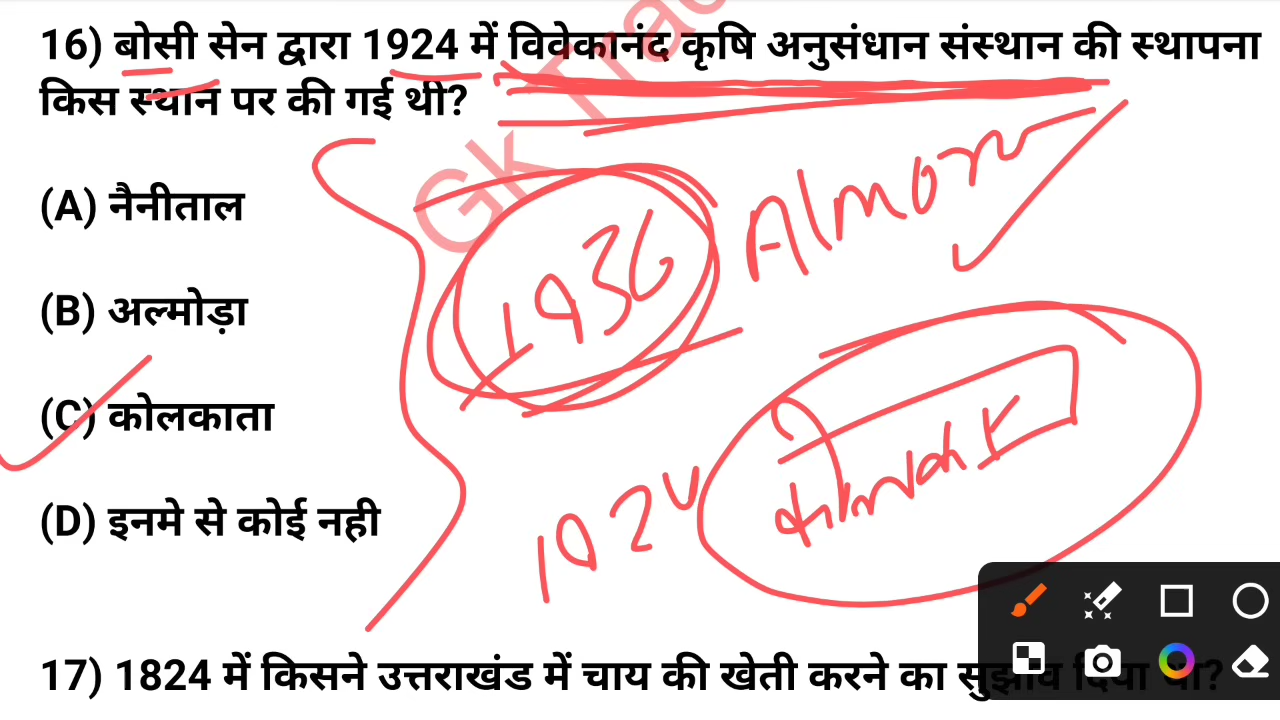 16) बोसी सेन द्वारा 1924 में विवेकानंद कृषि अनुसंधान संस्थान की स्थापना
किस स्थान पर की गई थी?
(A) नैनीताल
1936 Almora
(B) अल्मोड़ा
(C) कोलकाता
1924
(D) इनमे से कोई नही
17) 1824 में किसने उत्तराखंड में चाय की खेती करने का सुझाव दिया था?